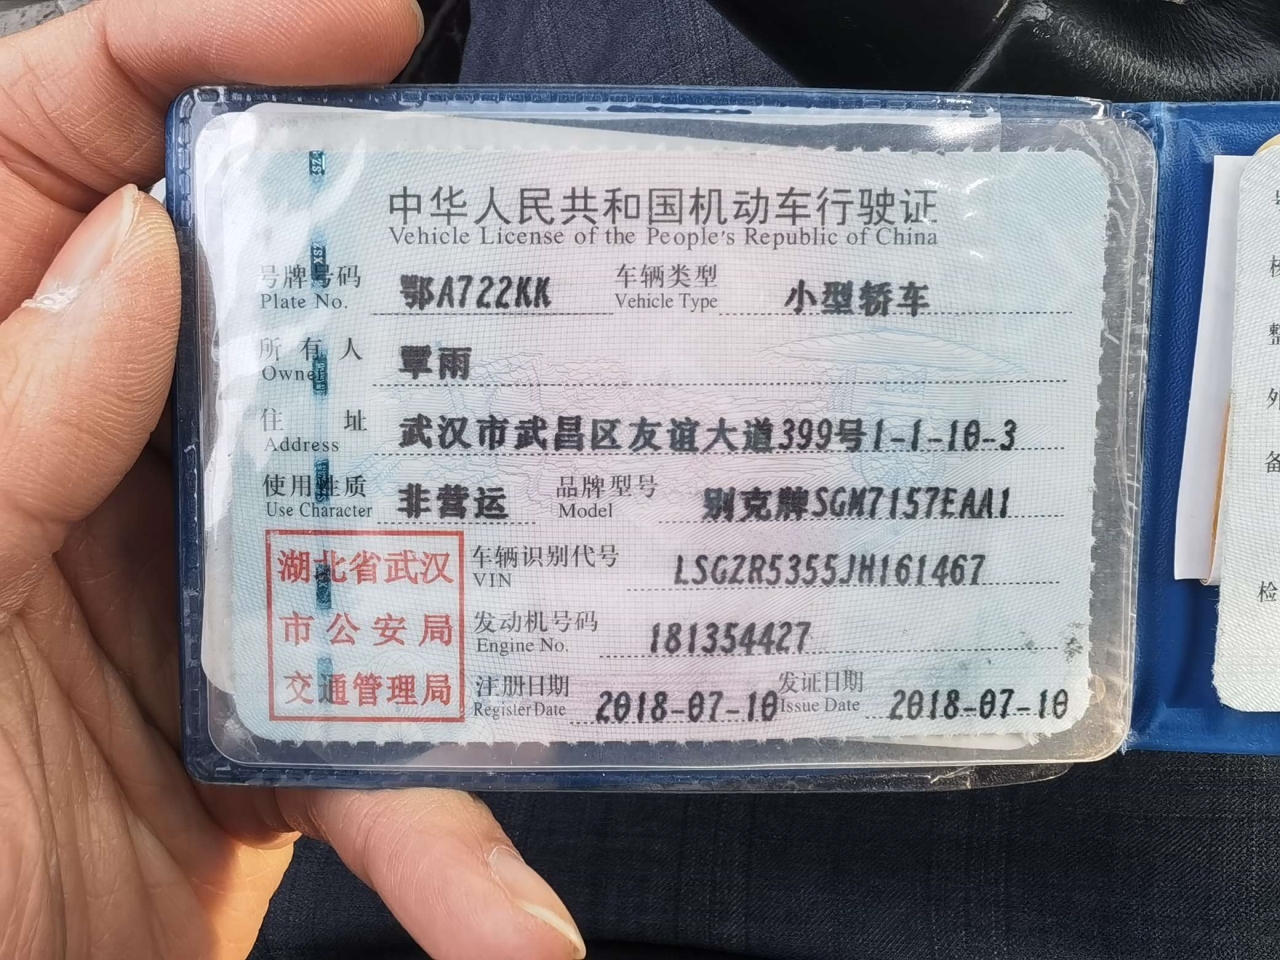 中华人民共和国机动车行驶证
Vehicle License of the People's Republic of China
号牌号码 鄂A722KK 车辆类型 小型轿车
Plate No. Vehicle Type
所有人 覃雨
Owner
住址 武汉市武昌区友谊大道399号1-1-10-3
Address
使用性质 非营运 品牌型号 别克牌SGM7157EAA1
Use Character Model
湖北省武汉
市公安局
交通管理局
车辆识别代号 LSGZR5355JH161467
VIN
发动机号码 181354427
Engine No.
注册日期 2018-07-10 发证日期 2018-07-10
Register Date Issue Date
整
外
备
检